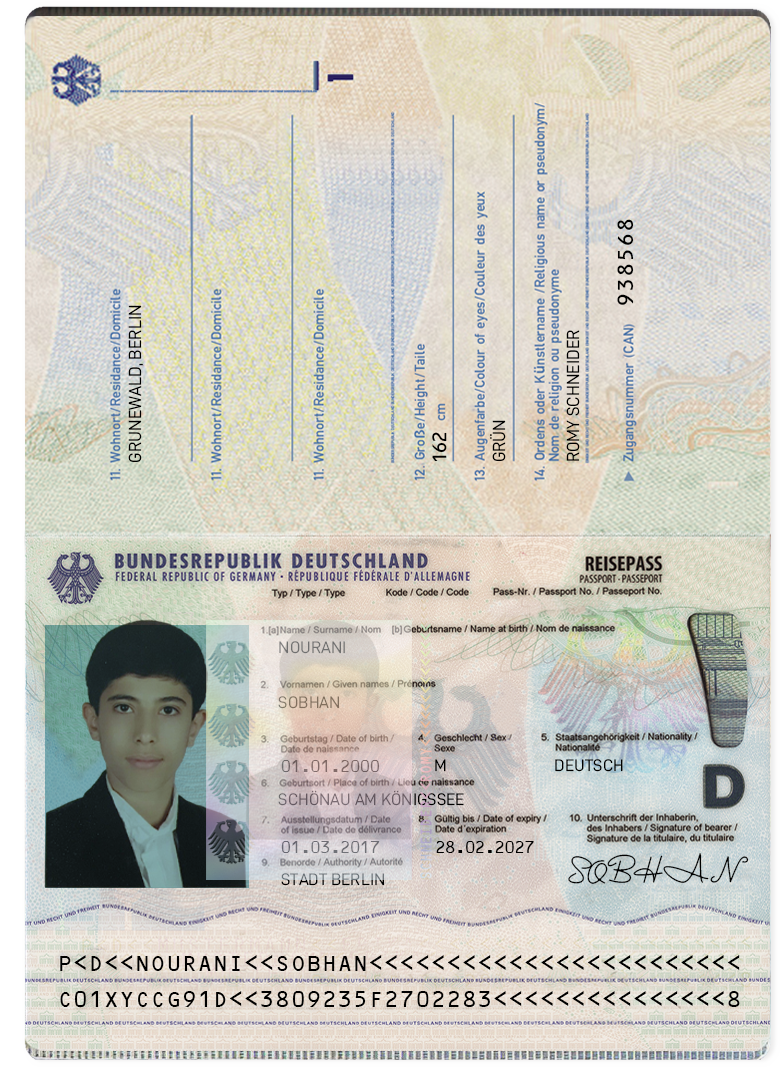 1
11. Wohnort/Residance/Domicile
GRUNEWALD, BERLIN
11. Wohnort/Residance/Domicile
11. Wohnort/Residance/Domicile
12. Große/Height/Taile
162 cm
13. Augenfarbe/Colour of eyes/Couleur des yeux
GRÜN
14. Ordens oder Künstlername /Religious name or pseudonym/
Nom de religion ou pseudonyme
ROMY SCHNEIDER
▶ Zugangsnummer (CAN) 938568
BUNDESREPUBLIK DEUTSCHLAND
FEDERAL REPUBLIC OF GERMANY · RÉPUBLIQUE FÉDÉRALE D'ALLEMAGNE
REISEPASS
PASSPORT · PASSEPORT
Typ / Type / Type Kode / Code / Code Pass-Nr. / Passport No. / Passeport No.
1.[a]Name / Surname / Nom [b]Geburtsname / Name at birth / Nom de naissance
NOURANI
2. Vornamen / Given names / Prénoms
SOBHAN
3. Geburtstag / Date of birth /
Date de naissance
01.01.2000
4. Geschlecht / Sex /
Sexe
M
5. Staatsangehörigkeit / Nationality /
Nationalité
DEUTSCH
6. Geburtsort / Place of birth / Lieu de naissance
SCHÖNAU AM KÖNIGSSEE
7. Ausstellungsdatum / Date
of issue / Date de délivrance
01.03.2017
8. Gültig bis / Date of expiry /
Date d´expiration
28.02.2027
9. Benorde / Authority / Autorité
STADT BERLIN
10. Unterschrift der Inhaberin,
des Inhabers / Signature of bearer /
Signature de la titulaire, du titulaire
SOBHAN
D
P<D<<NOURANI<<SOBHAN<<<<<<<<<<<<<<<<<<<<<<<<
C01XYCCG91D<<3809235F2702283<<<<<<<<<<<<<<<8